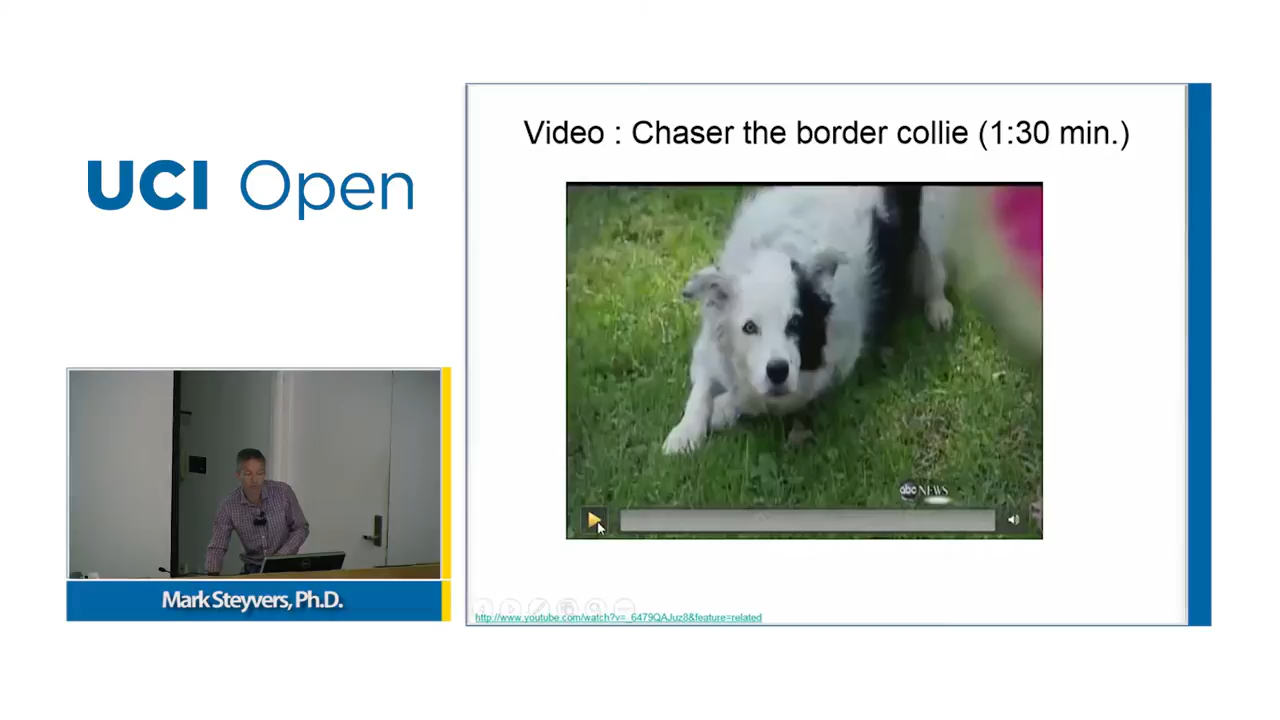 UCI Open
Video : Chaser the border collie (1:30 min.)
abc NEWS
Mark Steyvers, Ph.D.
http://www.youtube.com/watch?v=_6479QAJuz8&feature=related